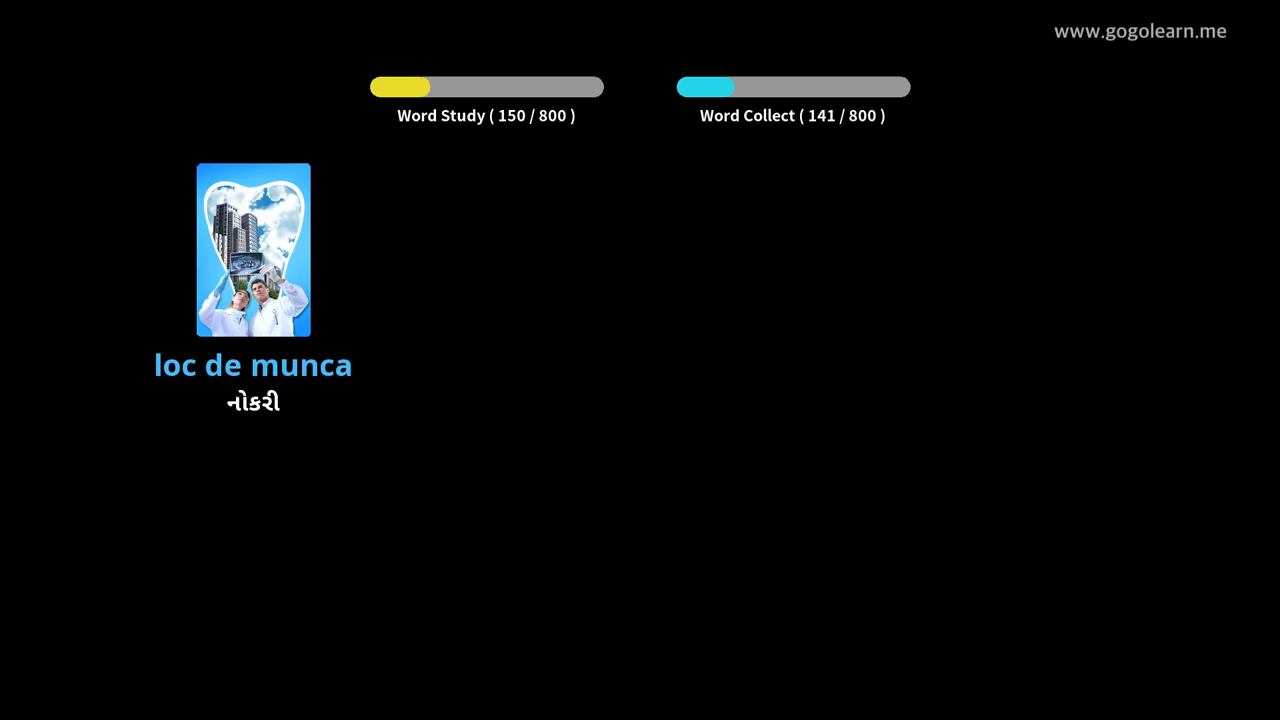 www.gogolearn.me
Word Study ( 150 / 800 )
Word Collect ( 141 / 800 )
loc de munca
નોકરી